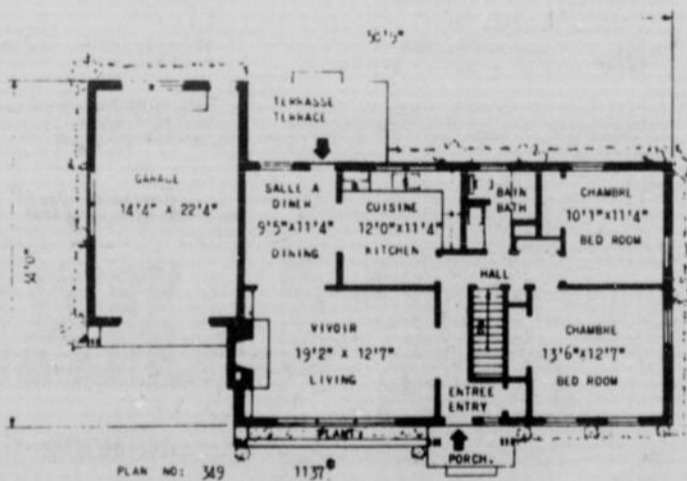 TERRASSE
TERRACE
GARAGE
14'4" x 22'4"
SALLE A
DINER
9'5"x11'4"
DINING
CUISINE
12'0"x11'4"
KITCHEN
BAIN
BATH
CHAMBRE
10'1"x11'4"
BED ROOM
HALL
34'0"
VIVOIR
19'2" x 12'7"
LIVING
CHAMBRE
13'6"x12'7"
BED ROOM
ENTREE
ENTRY
PLANT.
PORCH.
PLAN NO: 349
1137